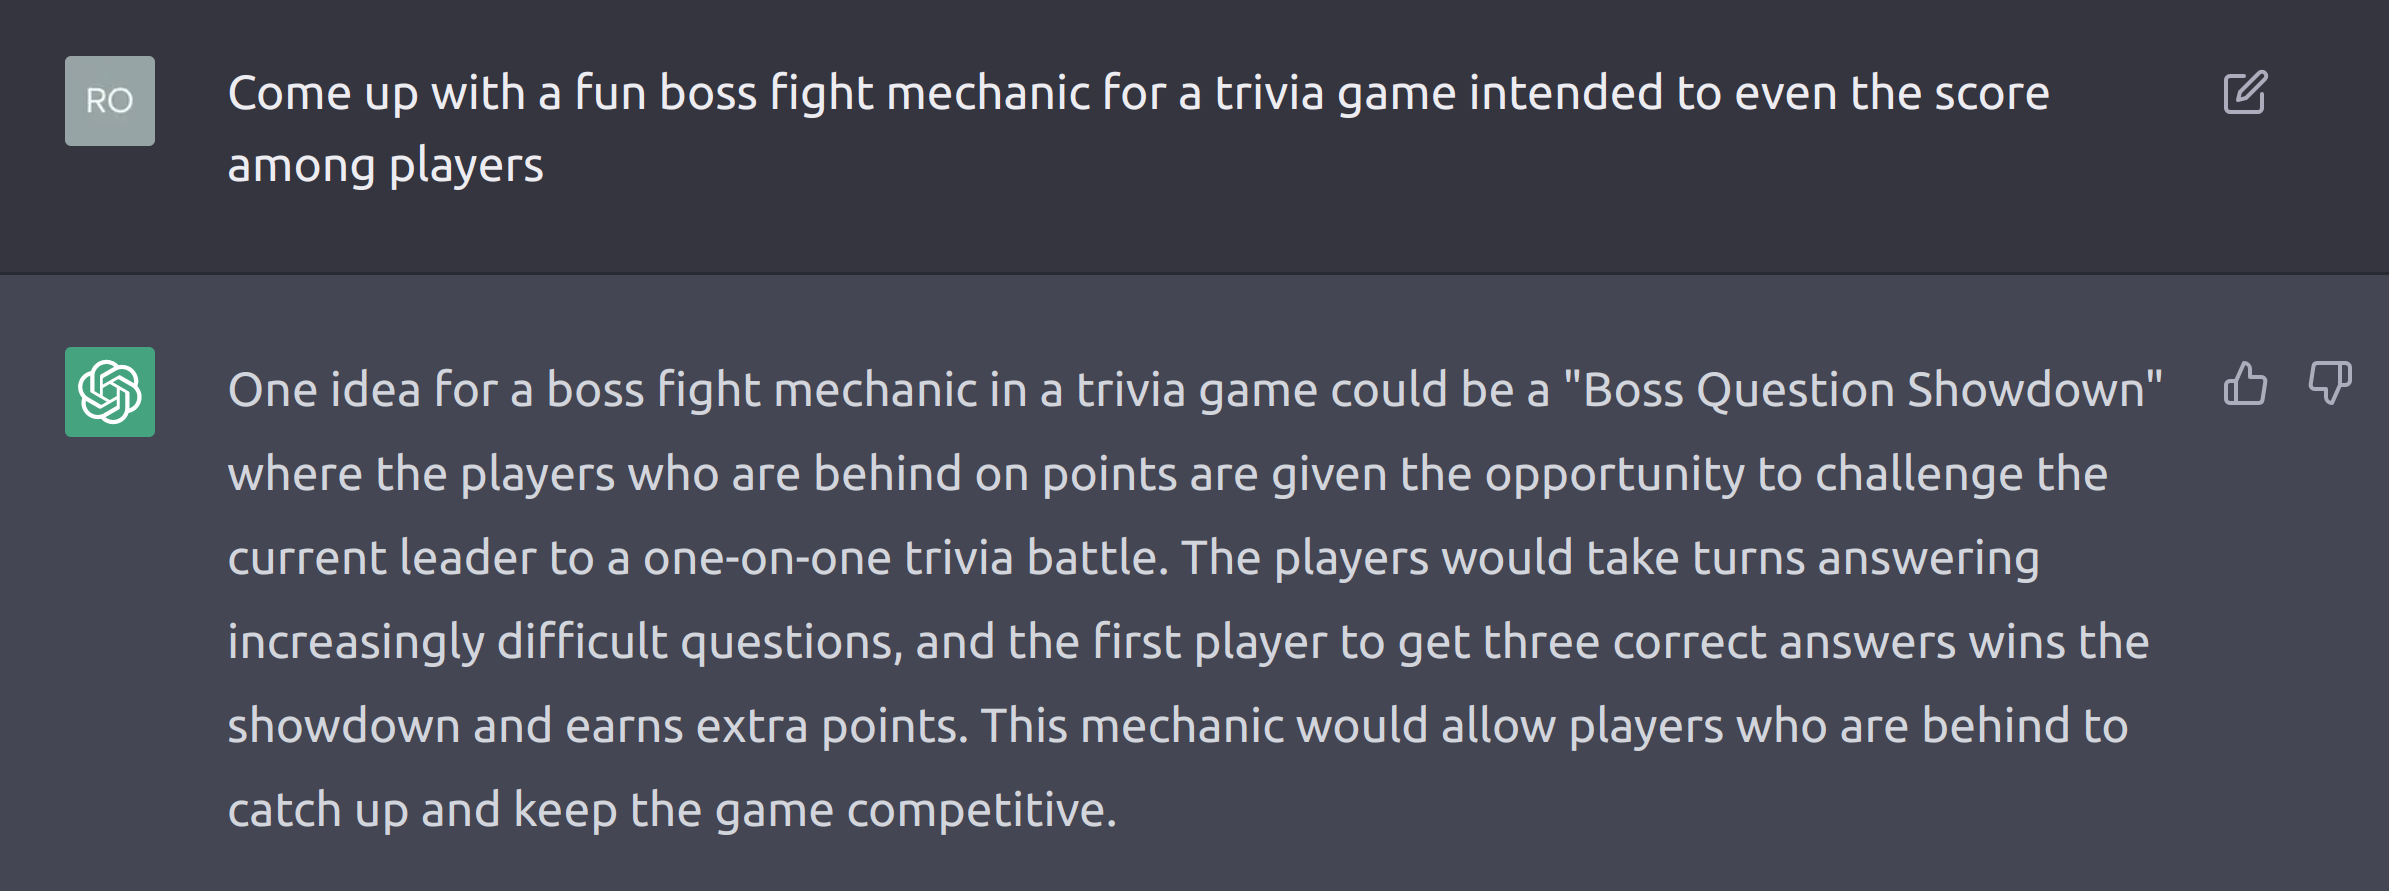 RO
Come up with a fun boss fight mechanic for a trivia game intended to even the score
among players
One idea for a boss fight mechanic in a trivia game could be a "Boss Question Showdown"
where the players who are behind on points are given the opportunity to challenge the
current leader to a one-on-one trivia battle. The players would take turns answering
increasingly difficult questions, and the first player to get three correct answers wins the
showdown and earns extra points. This mechanic would allow players who are behind to
catch up and keep the game competitive.